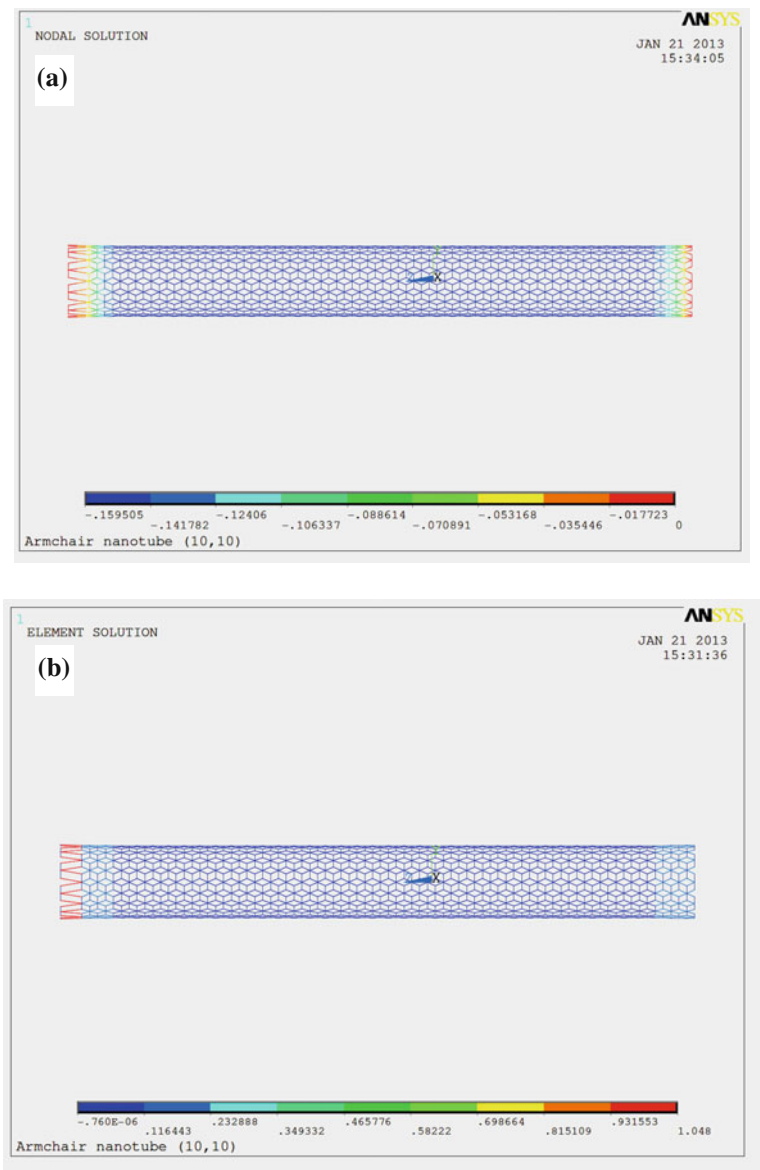 1
ANSYS
NODAL SOLUTION
JAN 21 2013
15:34:05
(a)
Z X
-.159505 -.12406 -.088614 -.053168 -.017723
-.141782 -.106337 -.070891 -.035446 0
Armchair nanotube (10,10)
1
ANSYS
ELEMENT SOLUTION
JAN 21 2013
15:31:36
(b)
Z X
-.760E-06 .232888 .465776 .698664 .931553
.116443 .349332 .58222 .815109 1.048
Armchair nanotube (10,10)